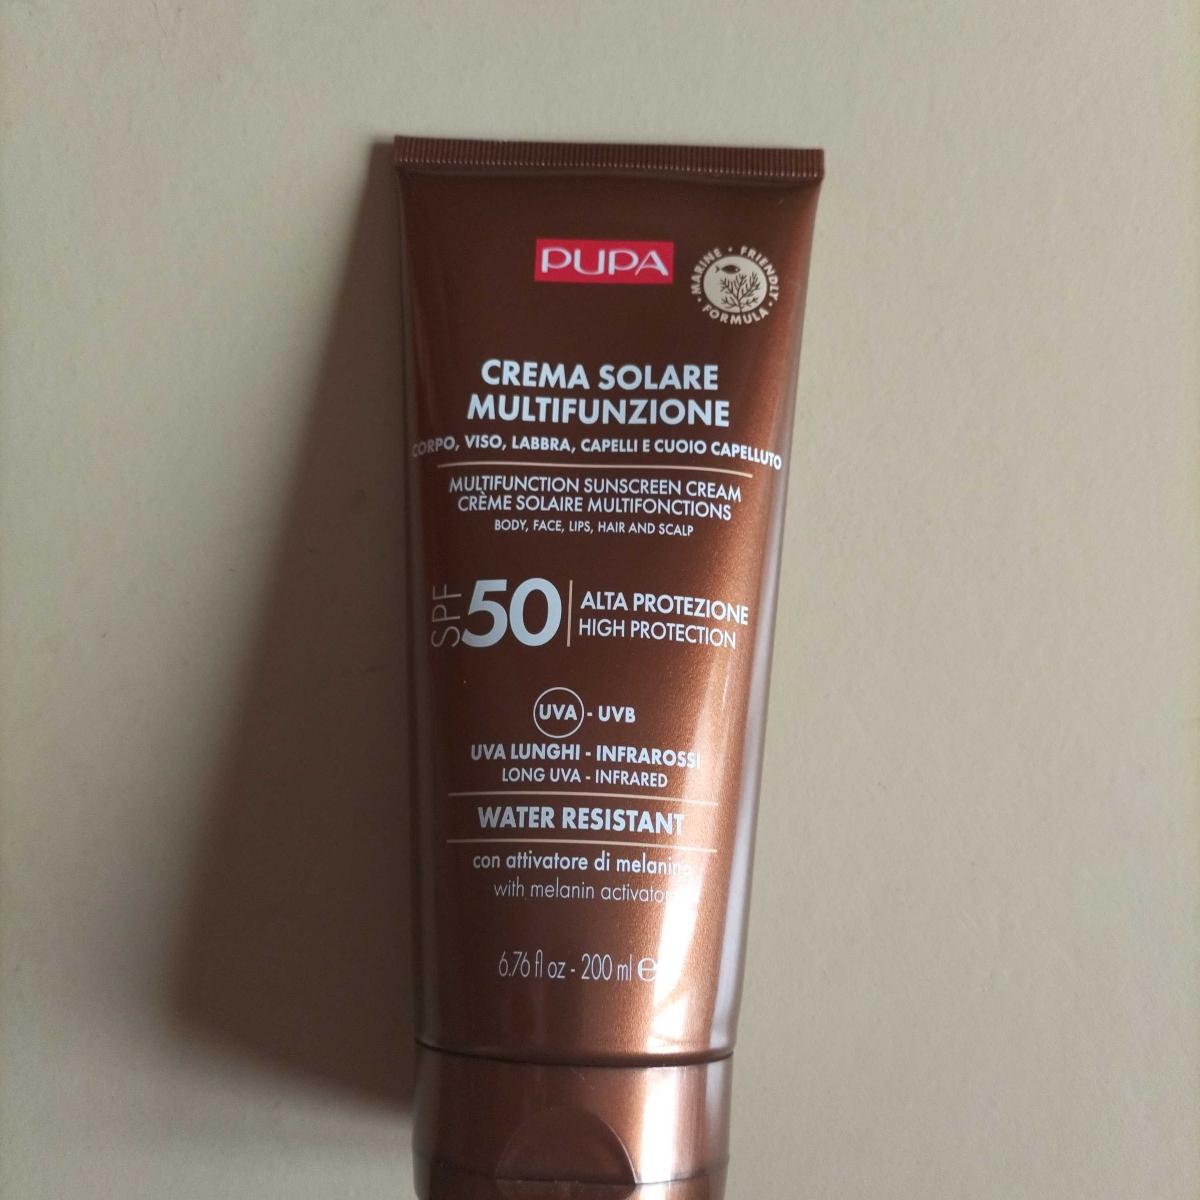 PUPA
MARINE • FRIENDLY • FORMULA •
CREMA SOLARE
MULTIFUNZIONE
CORPO, VISO, LABBRA, CAPELLI E CUOIO CAPELLUTO
MULTIFUNCTION SUNSCREEN CREAM
CRÈME SOLAIRE MULTIFONCTIONS
BODY, FACE, LIPS, HAIR AND SCALP
SPF 50
ALTA PROTEZIONE
HIGH PROTECTION
UVA - UVB
UVA LUNGHI - INFRAROSSI
LONG UVA - INFRARED
WATER RESISTANT
con attivatore di melanina
with melanin activator
6.76 fl oz - 200 ml ℮